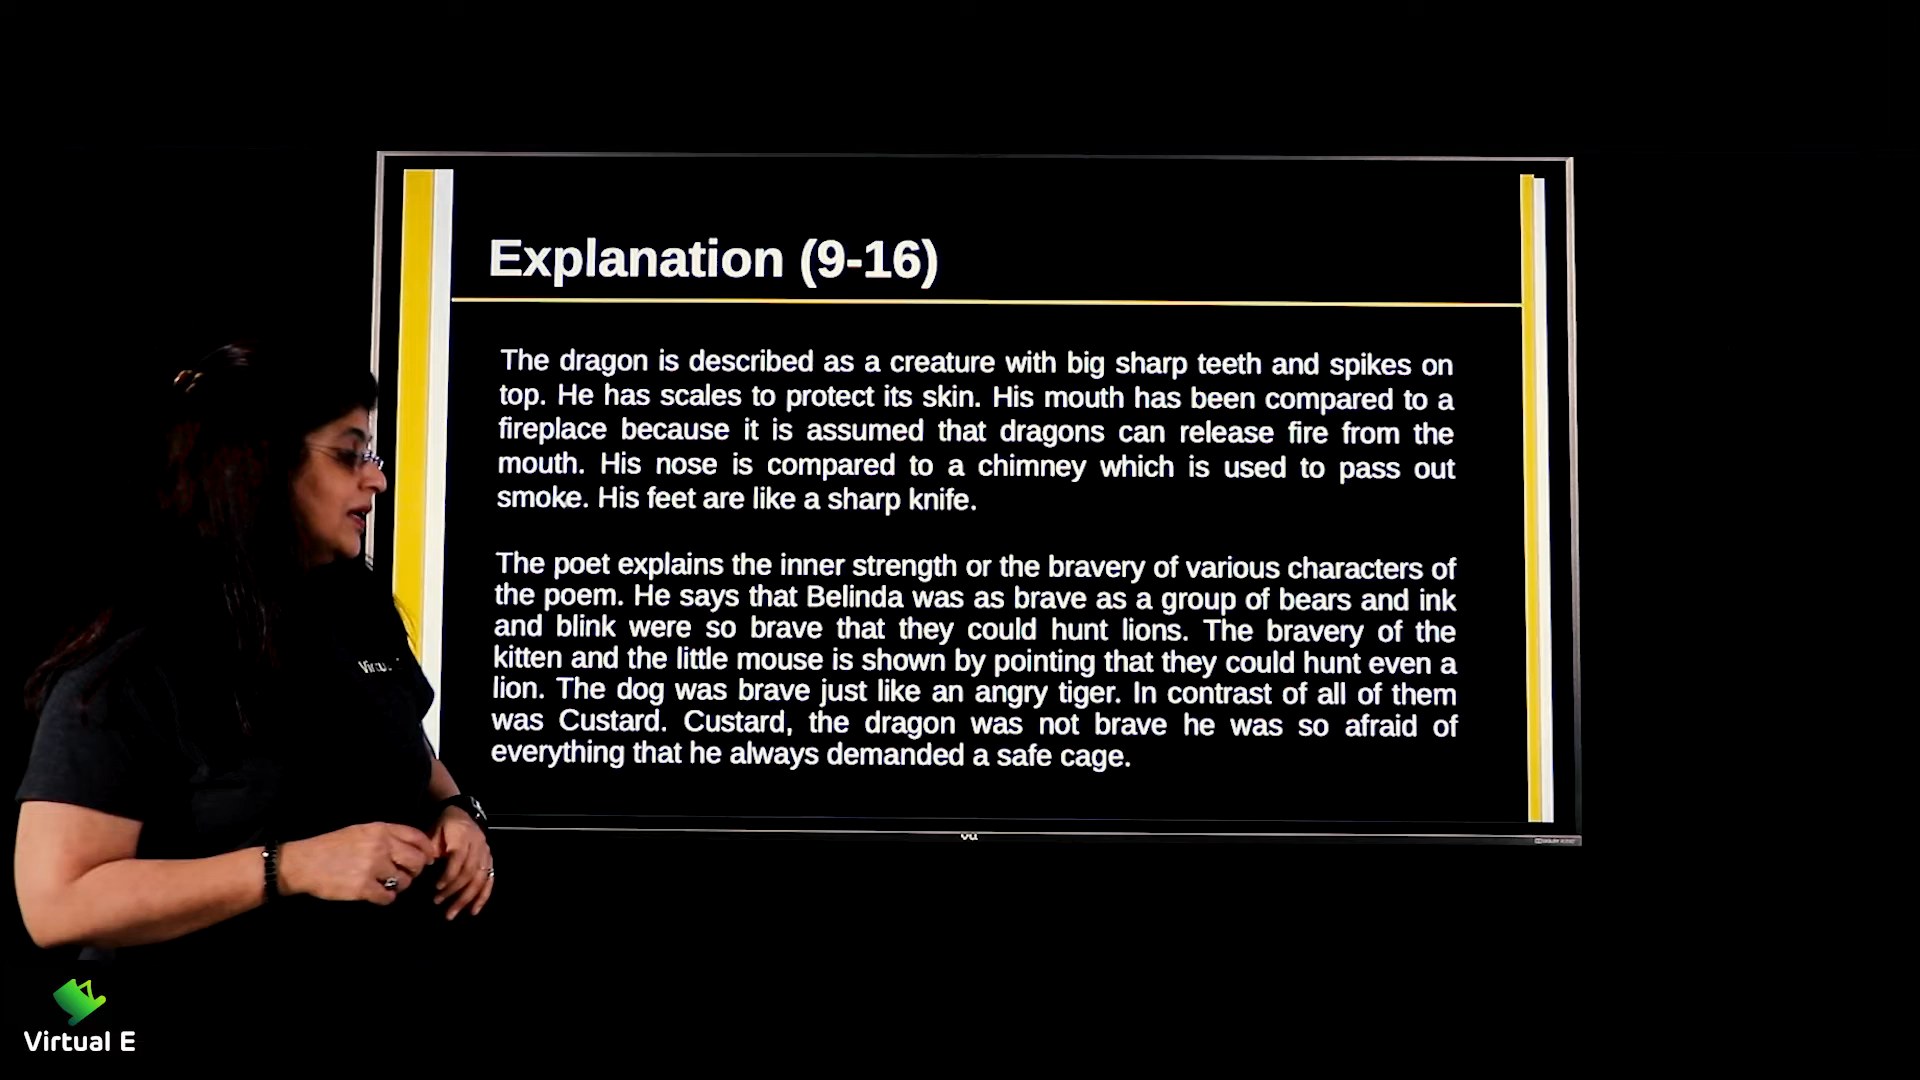 Explanation (9-16)
The dragon is described as a creature with big sharp teeth and spikes on
top. He has scales to protect its skin. His mouth has been compared to a
fireplace because it is assumed that dragons can release fire from the
mouth. His nose is compared to a chimney which is used to pass out
smoke. His feet are like a sharp knife.
The poet explains the inner strength or the bravery of various characters of
the poem. He says that Belinda was as brave as a group of bears and ink
and blink were so brave that they could hunt lions. The bravery of the
kitten and the little mouse is shown by pointing that they could hunt even a
lion. The dog was brave just like an angry tiger. In contrast of all of them
was Custard. Custard, the dragon was not brave he was so afraid of
everything that he always demanded a safe cage.
Virtual E